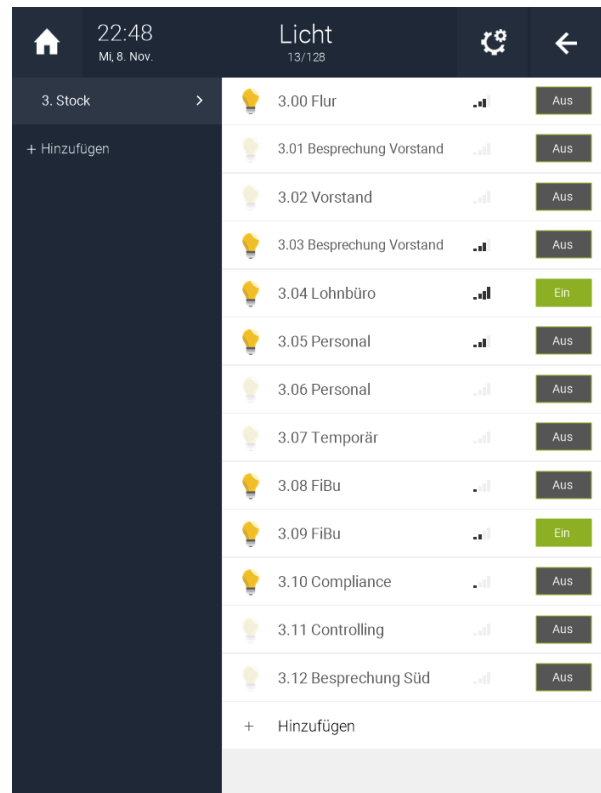 22:48
Mi, 8. Nov.
Licht
13/128
3. Stock
+ Hinzufügen
3.00 Flur Aus
3.01 Besprechung Vorstand Aus
3.02 Vorstand Aus
3.03 Besprechung Vorstand Aus
3.04 Lohnbüro Ein
3.05 Personal Aus
3.06 Personal Aus
3.07 Temporär Aus
3.08 FiBu Aus
3.09 FiBu Ein
3.10 Compliance Aus
3.11 Controlling Aus
3.12 Besprechung Süd Aus
+ Hinzufügen